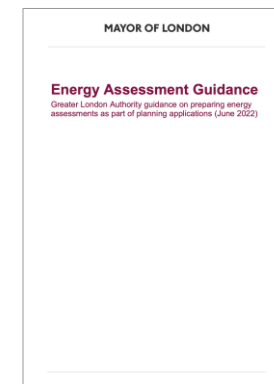 MAYOR OF LONDON
Energy Assessment Guidance
Greater London Authority guidance on preparing energy
assessments as part of planning applications (June 2022)